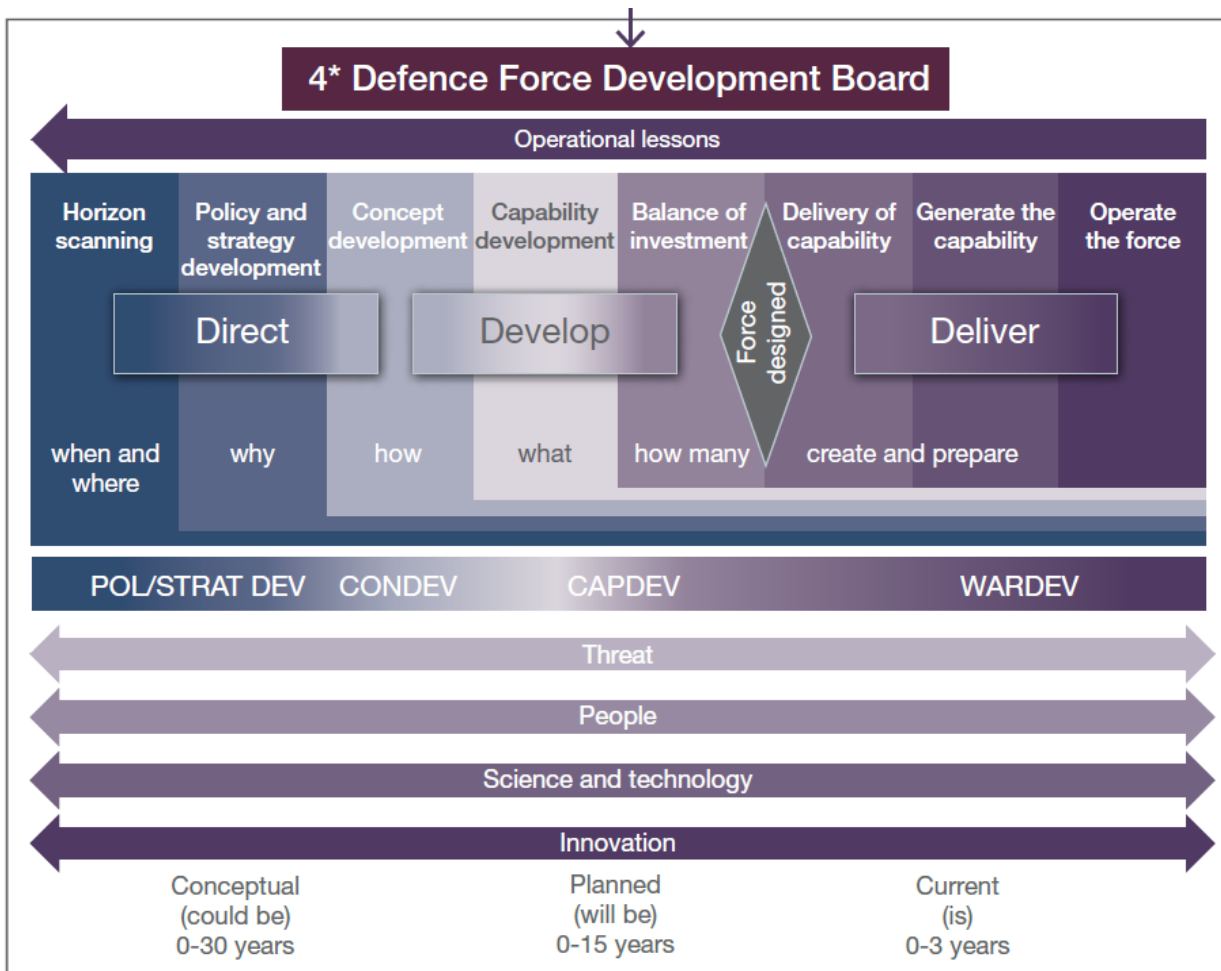 4* Defence Force Development Board
Operational lessons
Horizon
scanning
Policy and
strategy
development
Concept
development
Capability
development
Balance of
investment
Delivery of
capability
Generate the
capability
Operate
the force
Direct
Develop
Force
designed
Deliver
when and
where
why
how
what
how many
create and prepare
POL/STRAT DEV
CONDEV
CAPDEV
WARDEV
Threat
People
Science and technology
Innovation
Conceptual
(could be)
0-30 years
Planned
(will be)
0-15 years
Current
(is)
0-3 years